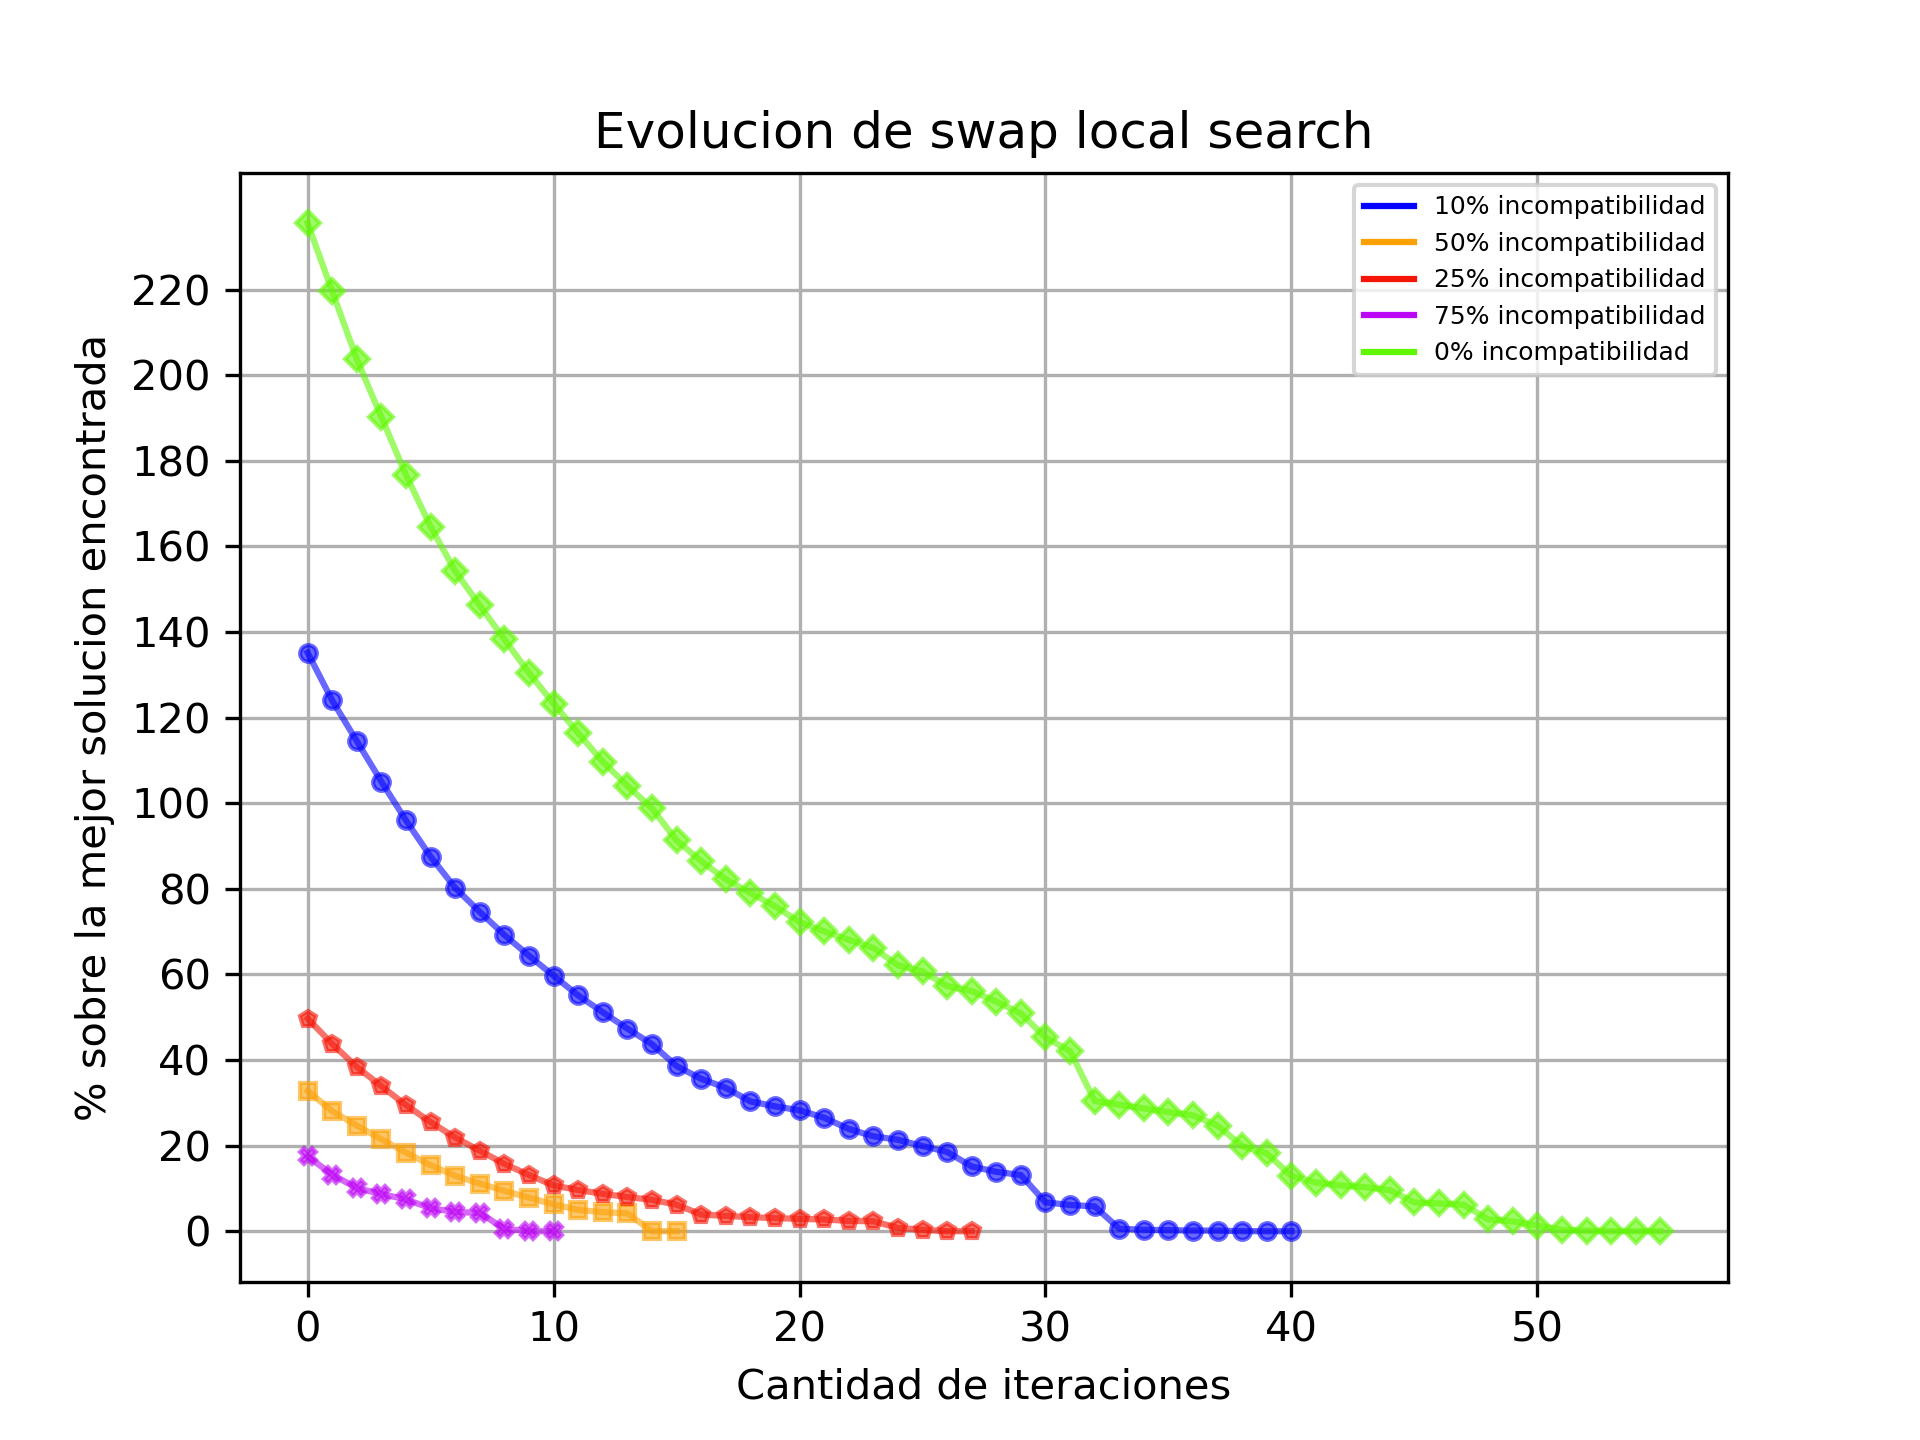 Evolucion de swap local search
10% incompatibilidad
50% incompatibilidad
25% incompatibilidad
75% incompatibilidad
0% incompatibilidad
% sobre la mejor solucion encontrada
220
200
180
160
140
120
100
80
60
40
20
0
0 10 20 30 40 50
Cantidad de iteraciones